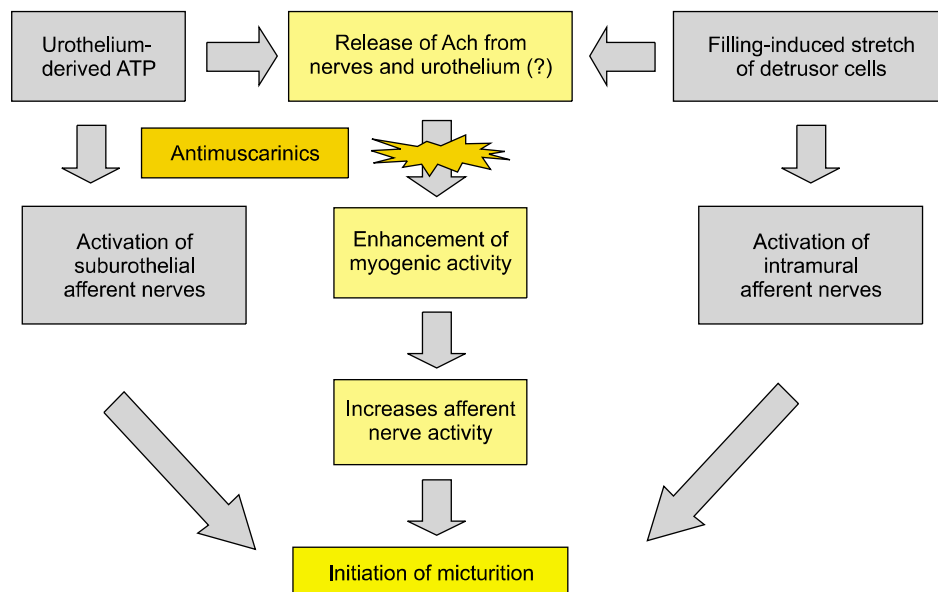 Urothelium-
derived ATP
Release of Ach from
nerves and urothelium (?)
Filling-induced stretch
of detrusor cells
Antimuscarinics
Activation of
suburothelial
afferent nerves
Enhancement of
myogenic activity
Activation of
intramural
afferent nerves
Increases afferent
nerve activity
Initiation of micturition